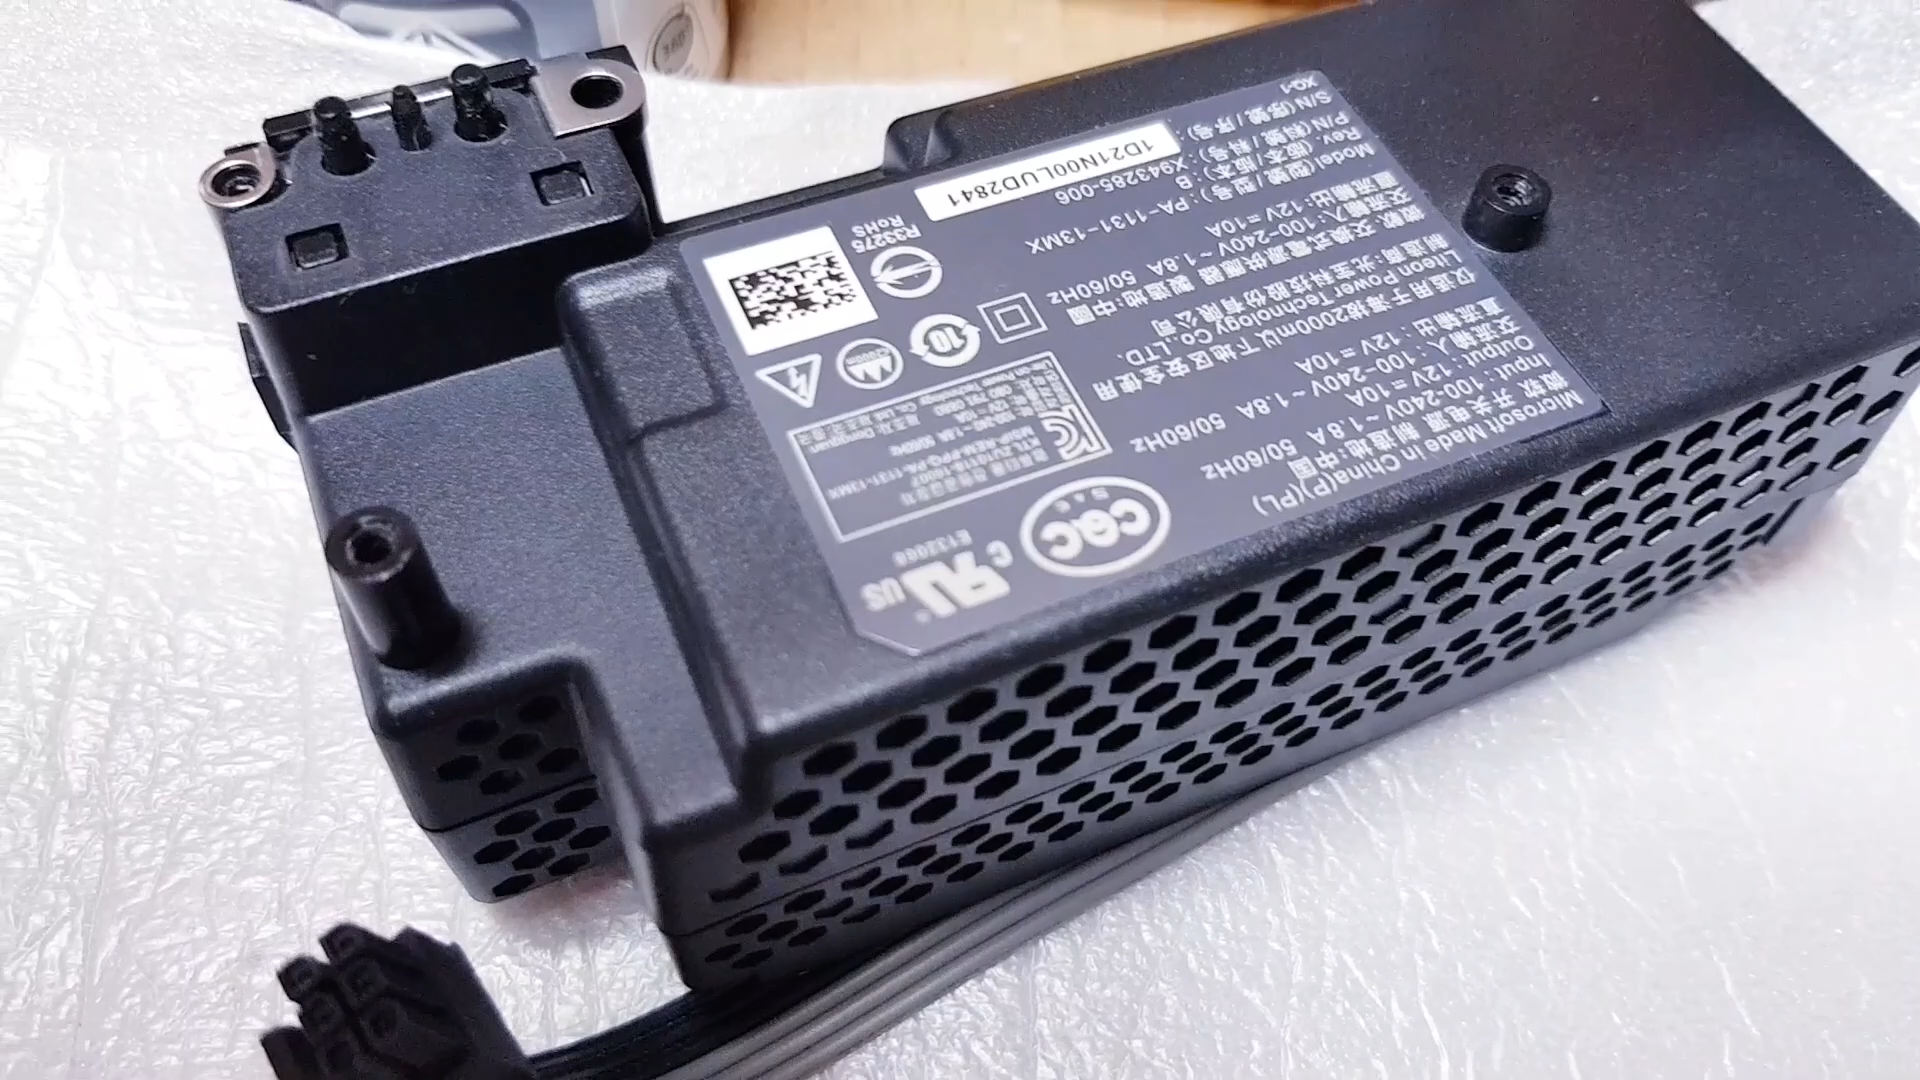 Microsoft Made in China(P)(PL)
微软 开关电源 制造地:中国
Input : 100-240V ~ 1.8A 50/60Hz
Output : 12V = 10A
交流输入 : 100-240V ~ 1.8A 50/60Hz
直流输出 : 12V = 10A
仅适用于海拔2000m以下地区安全使用
Liteon Power Technology Co.,LTD.
制造商:光宝科技股份有限公司
微軟 交換式電源供應器 製造地:中國
交流輸入:100-240V ~ 1.8A 50/60Hz
直流輸出:12V = 10A
Model (型號 / 型号) : PA-1131-13MX
Rev. (版本 / 版本) : B
P/N (料號 / 料号) : X943285-006
S/N (序號 / 序号) :
XQ-1
1D21N00LUD2841
R33275
RoHS
10
CQC
c RU US
E132068